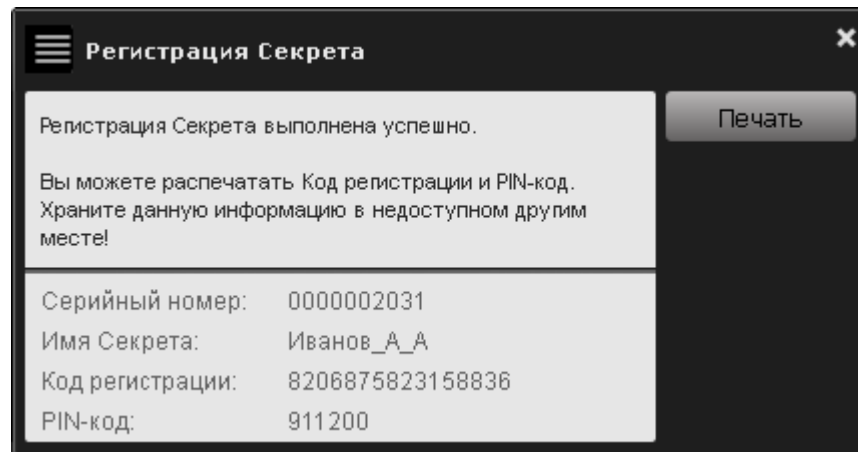 Регистрация Секрета
Регистрация Секрета выполнена успешно.
Печать
Вы можете распечатать Код регистрации и PIN-код.
Храните данную информацию в недоступном другим
месте!
Серийный номер: 0000002031
Имя Секрета: Иванов_А_А
Код регистрации: 8206875823158836
PIN-код: 911200